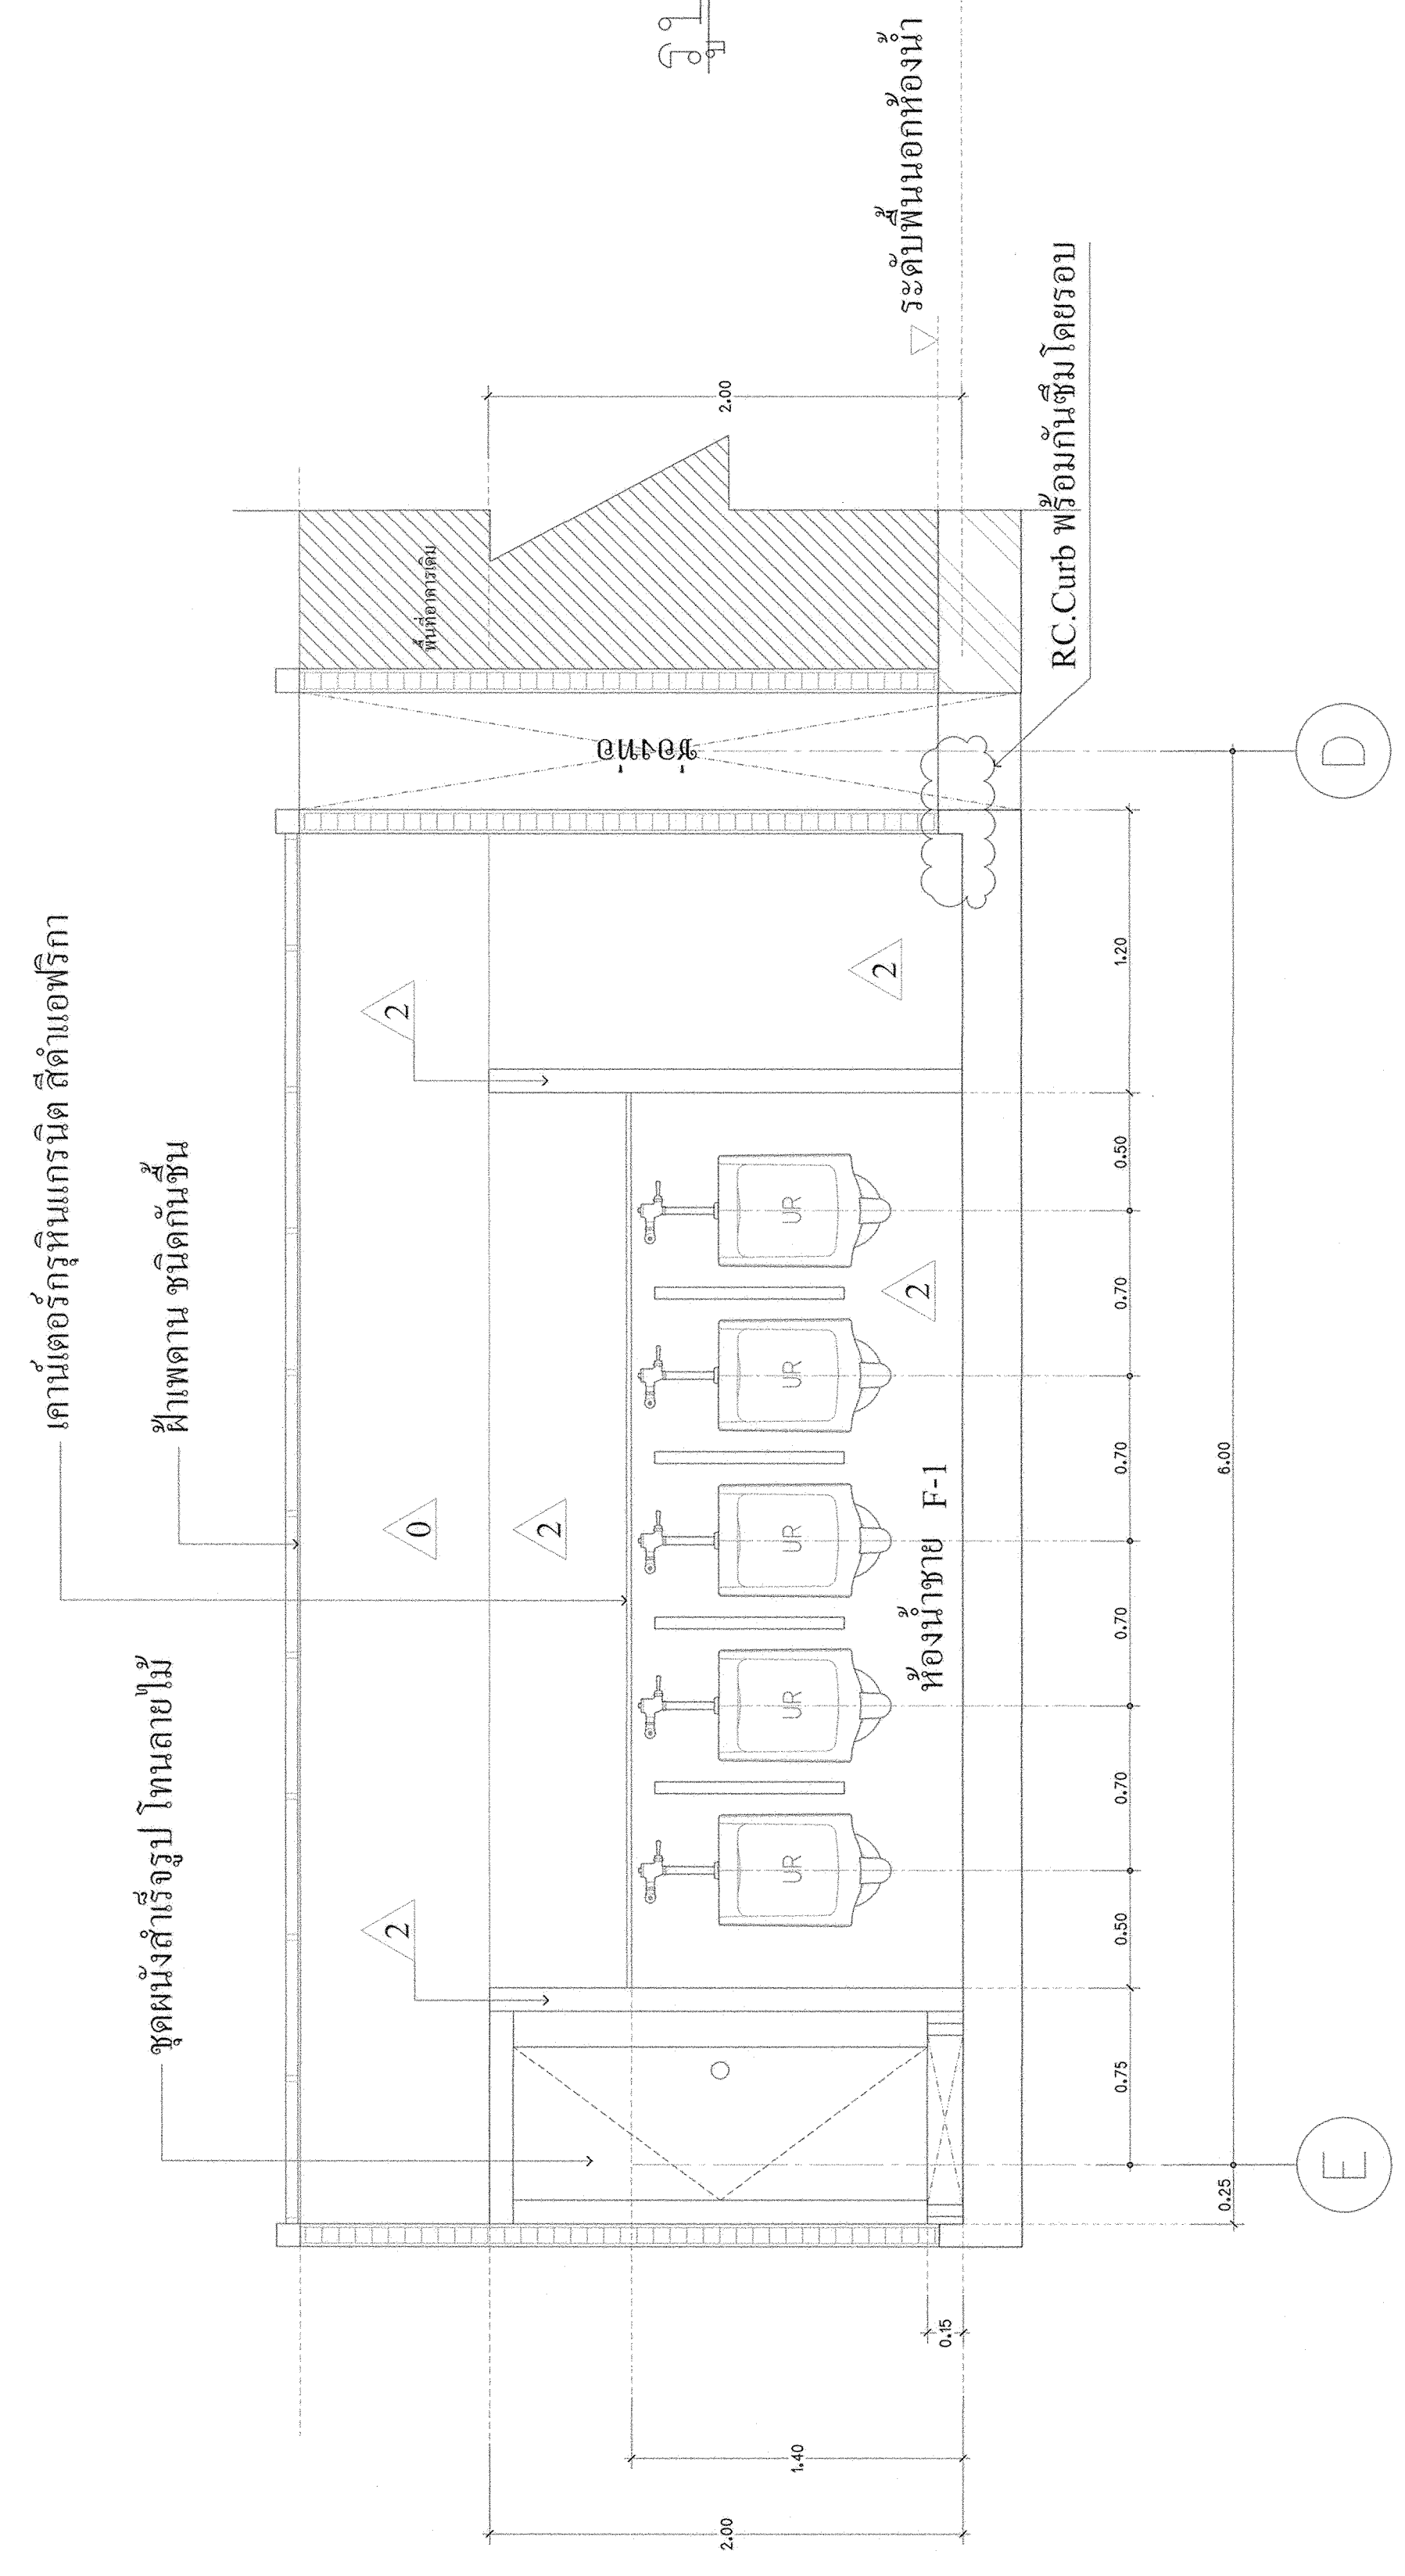 เคาน์เตอร์กรุหินแกรนิต สีดำแอฟริกา
ฝ้าเพดาน ชนิดกันชื้น
ชุดผนังสำเร็จรูป โทนลายไม้
2
2
0
2
พื้นที่อาคารเดิม
ช่องท่อ
2.00
ระดับพื้นนอกห้องน้ำ
2
2
UR
UR
UR
UR
UR
ห้องน้ำชาย F-1
RC.Curb พร้อมกันซึมโดยรอบ
2.00
1.40
0.15
0.75
0.50
0.70
0.70
0.70
0.70
0.50
1.20
0.25
6.00
E
D